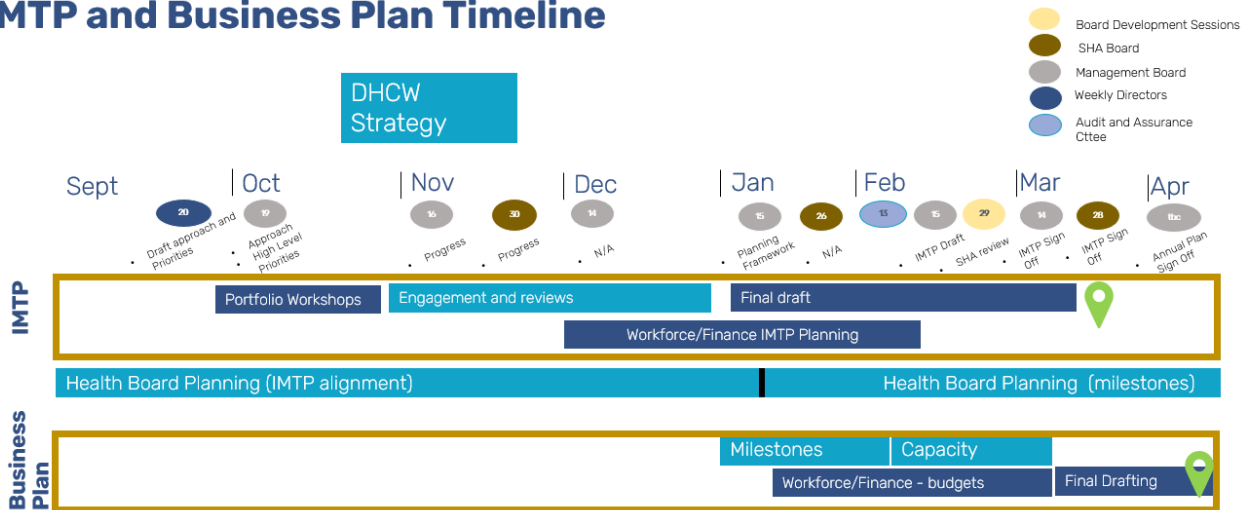 MTP and Business Plan Timeline
Board Development Sessions
SHA Board
Management Board
Weekly Directors
Audit and Assurance
Cttee
DHCW
Strategy
Sept
Oct
Nov
Dec
Jan
Feb
Mar
Apr
20
19
16
30
14
15
26
13
15
29
14
28
tbc
• Draft approach and
Priorities
• Approach
• High Level
Priorities
• Progress
• Progress
• N/A
• Planning
Framework
• N/A
• IMTP Draft
• SHA review
• IMTP Sign
Off
• IMTP Sign
Off
• Annual Plan
Sign Off
IMTP
Portfolio Workshops
Engagement and reviews
Final draft
Workforce/Finance IMTP Planning
Health Board Planning (IMTP alignment)
Health Board Planning (milestones)
Business
Plan
Milestones
Capacity
Workforce/Finance - budgets
Final Drafting